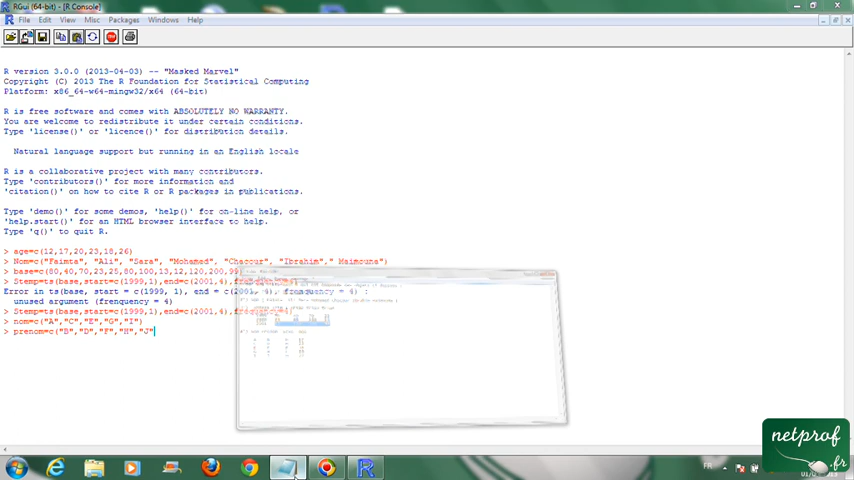 RGui (64-bit) - [R Console]
File Edit View Misc Packages Windows Help
R version 3.0.0 (2013-04-03) -- "Masked Marvel"
Copyright (C) 2013 The R Foundation for Statistical Computing
Platform: x86_64-w64-mingw32/x64 (64-bit)
R is free software and comes with ABSOLUTELY NO WARRANTY.
You are welcome to redistribute it under certain conditions.
Type 'license()' or 'licence()' for distribution details.
Natural language support but running in an English locale
R is a collaborative project with many contributors.
Type 'contributors()' for more information and
'citation()' on how to cite R or R packages in publications.
Type 'demo()' for some demos, 'help()' for on-line help, or
'help.start()' for an HTML browser interface to help.
Type 'q()' to quit R.
> age=c(12,17,20,23,18,26)
> Nom=c("Faimta", "Ali", "Sara", "Mohamed", "Chacour", "Ibrahim"," Maimouna")
> base=c(80,40,70,23,25,80,100,13,12,120,200,99)
> Stemp=ts(base,start=c(1999,1),end=c(2001,4)
Error in ts(base, start = c(1999, 1), end = c(2001, 4), frenquency = 4) :
unused argument (frenquency = 4)
> Stemp=ts(base,start=c(1999,1),end=c(2001,4),frequency=4)
> nom=c("A","C","E","G","I")
> prenom=c("B","D","F","H","J"
FR
netprof
.fr